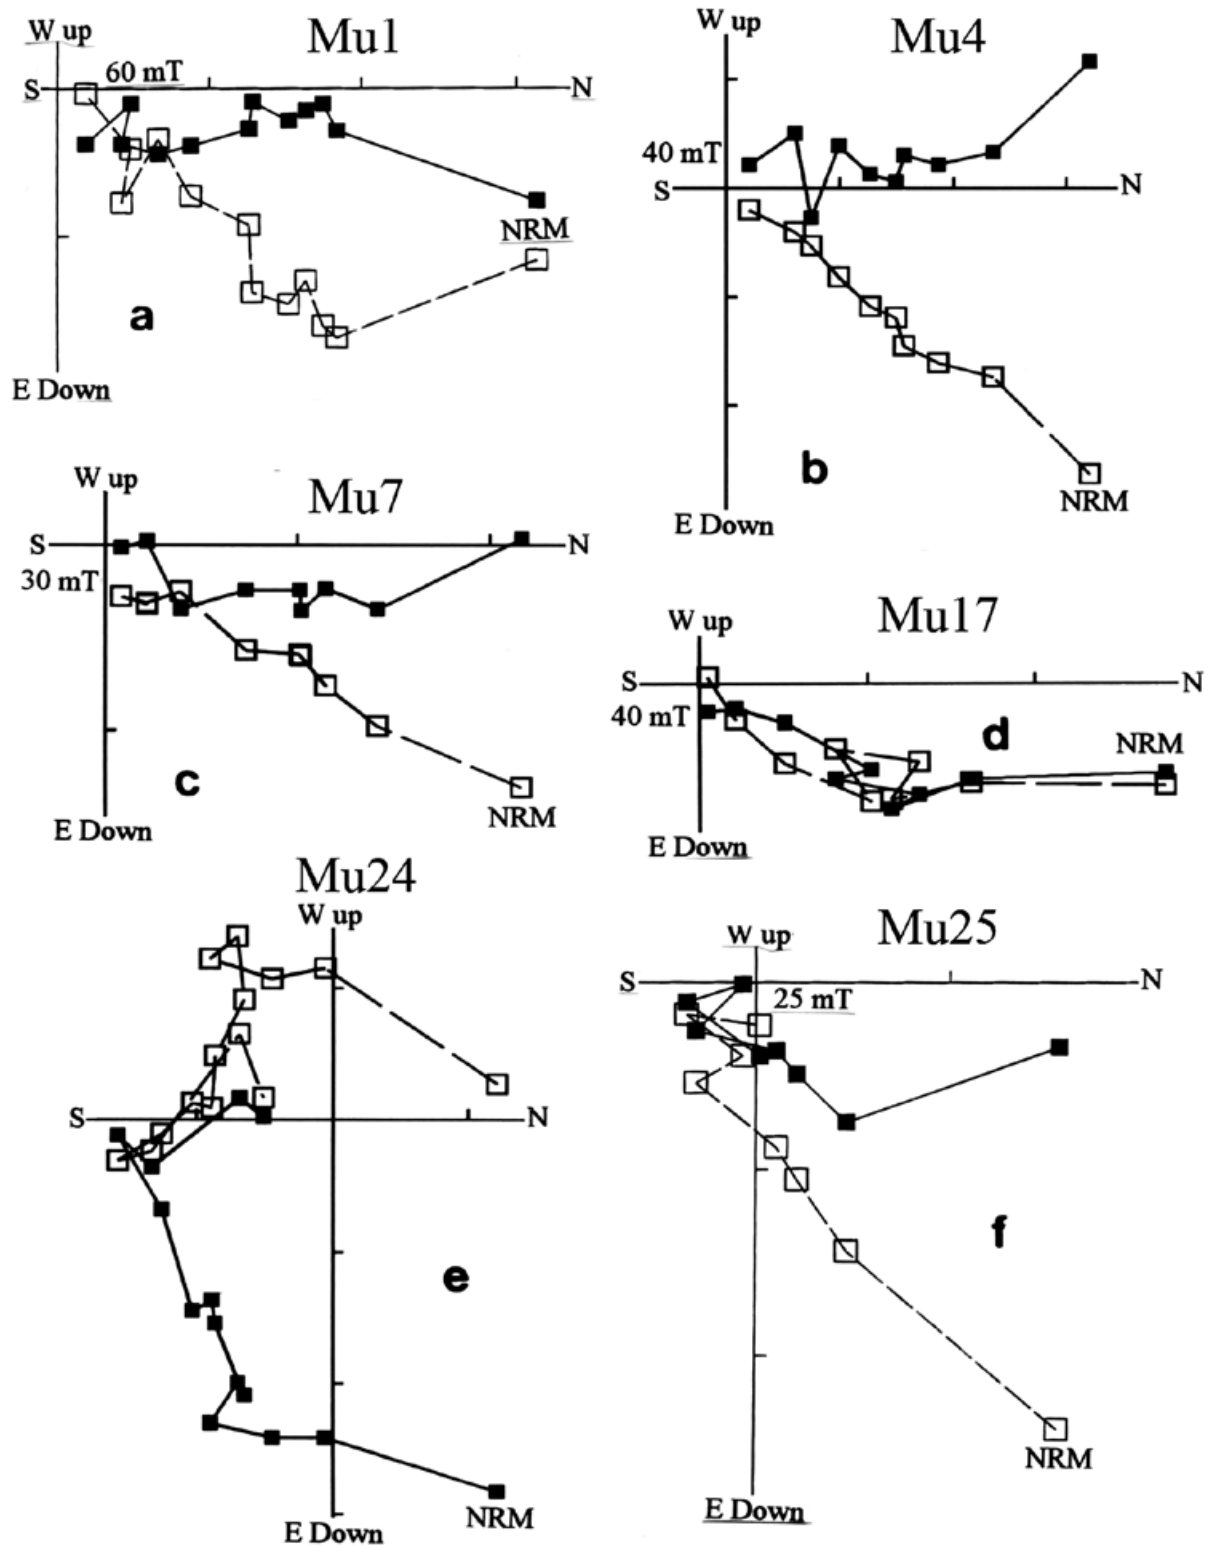 Mu1
W up
60 mT
S
N
NRM
a
E Down
Mu4
W up
40 mT
S
N
b
NRM
E Down
Mu7
W up
S
N
30 mT
c
NRM
E Down
Mu17
W up
S
N
40 mT
d
NRM
E Down
Mu24
W up
S
N
e
NRM
E Down
Mu25
W up
S
N
25 mT
f
NRM
E Down